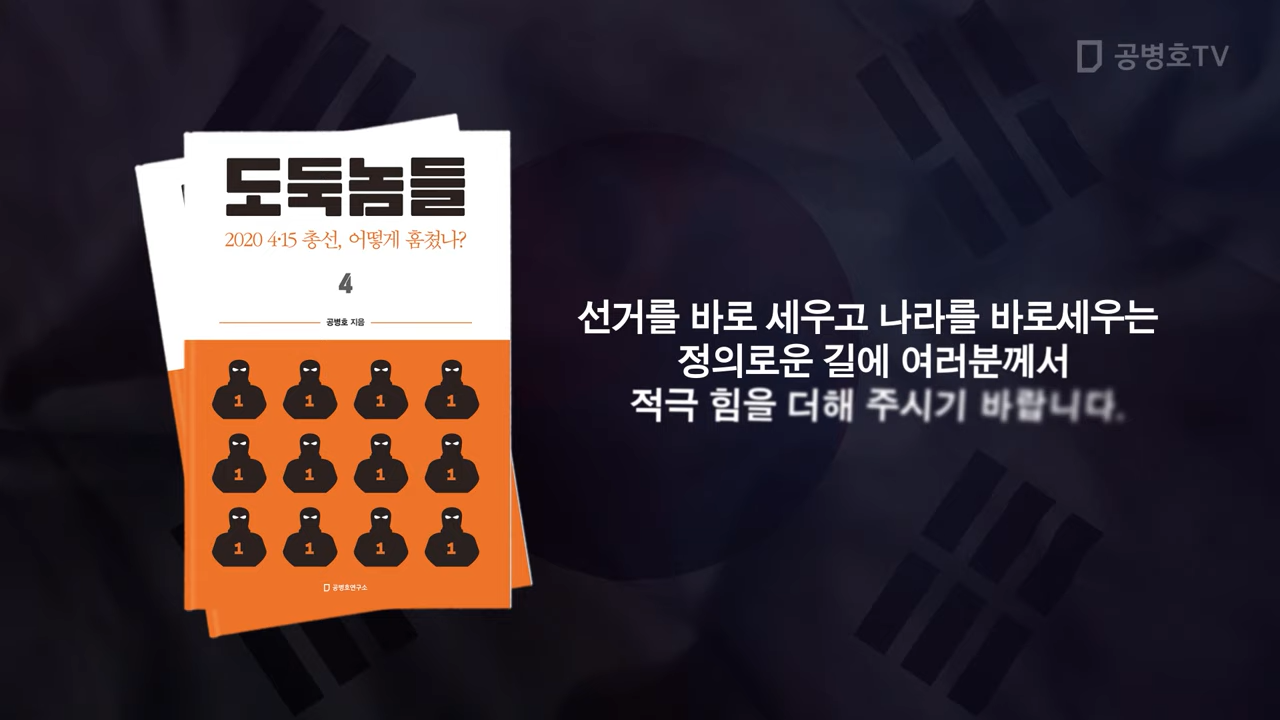 공병호TV
도둑놈들
2020 4·15 총선, 어떻게 훔쳤나?
4
공병호 지음
1 1 1 1
1 1 1 1
1 1 1 1
공병호연구소
선거를 바로 세우고 나라를 바로세우는
정의로운 길에 여러분께서
적극 힘을 더해 주시기 바랍니다.